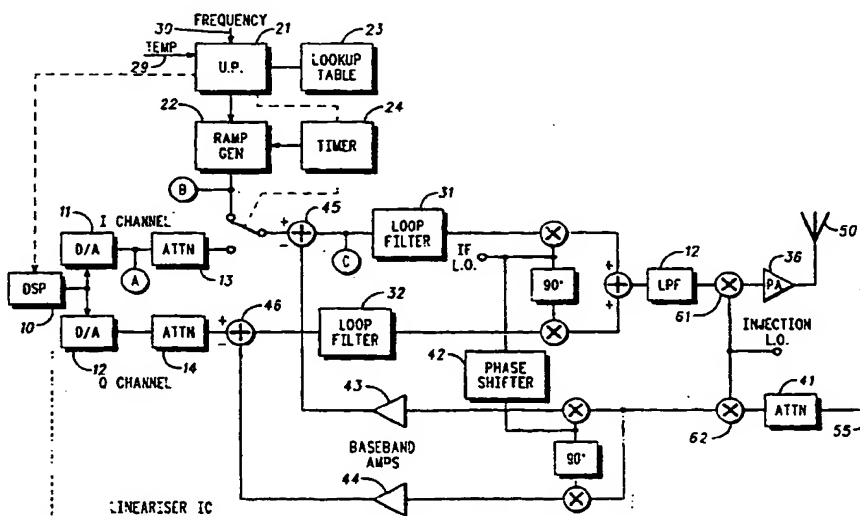 FREQUENCY
30
21
23
TEMP
29
U.P.
LOOKUP
TABLE
22
24
RAMP
GEN
TIMER
B
31
45
11
I CHANNEL
+
-
LOOP
FILTER
50
D/A
ATTN
A
13
C
IF
L.O.
12
36
DSP
10
46
32
90°
+
+
LPF
PA
61
D/A
ATTN
+
-
LOOP
FILTER
INJECTION
L.O.
12
14
42
Q CHANNEL
PHASE
SHIFTER
43
41
ATTN
62
55
BASEBAND
AMPS
90°
44
LINEARISER IC